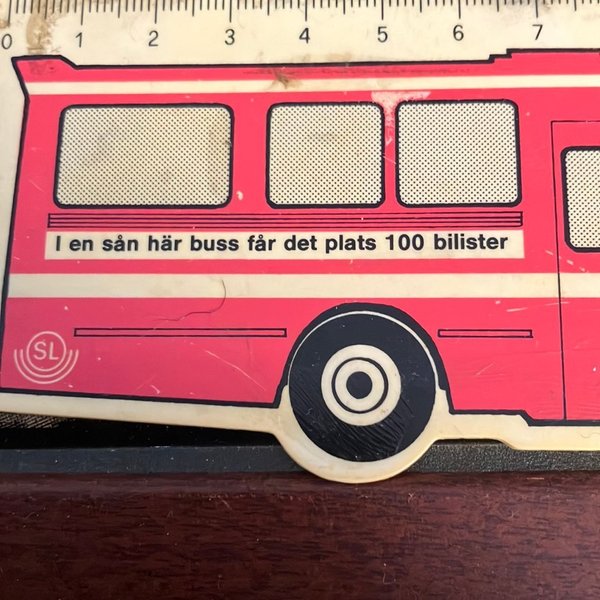 0 1 2 3 4 5 6 7
I en sån här buss får det plats 100 bilister
SL